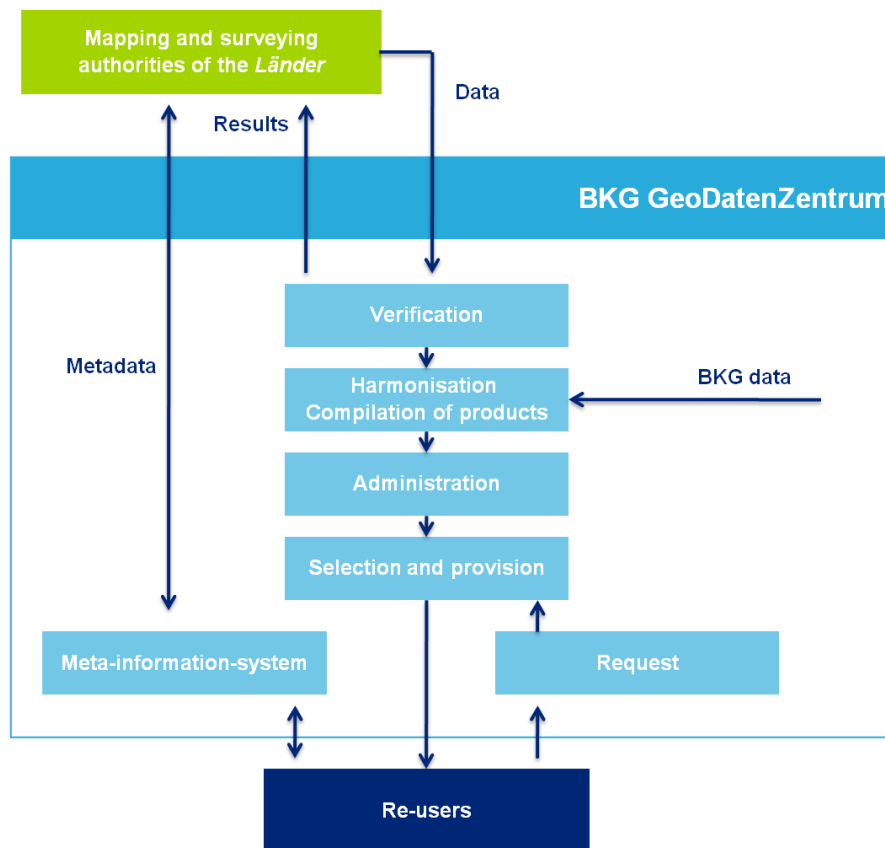 Mapping and surveying
authorities of the Länder
Data
Results
BKG GeoDatenZentrum
Verification
Metadata
Harmonisation
Compilation of products
BKG data
Administration
Selection and provision
Meta-information-system
Request
Re-users